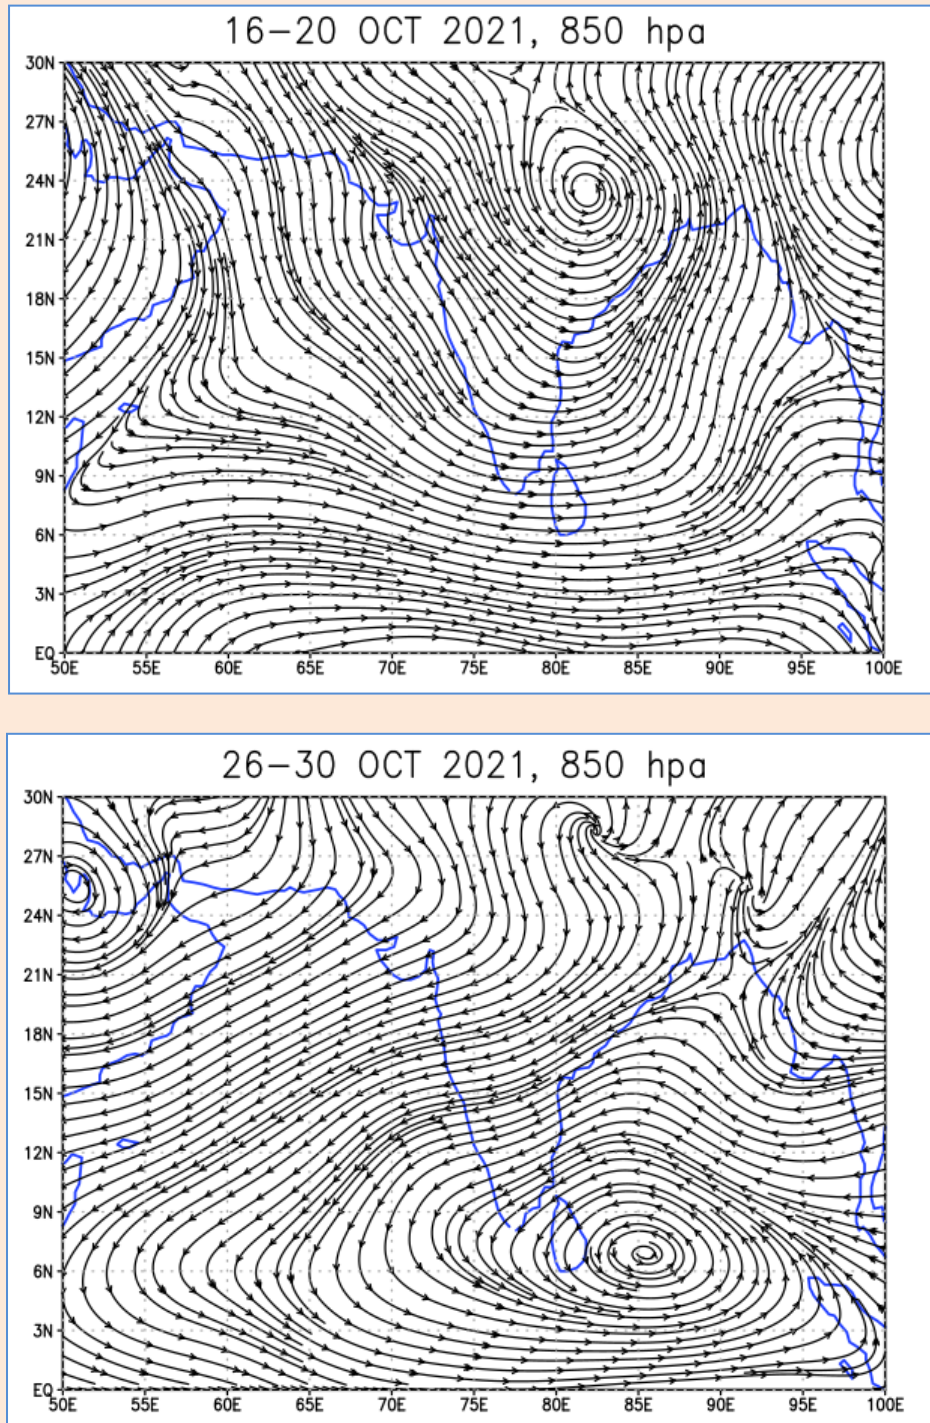 16-20 OCT 2021, 850 hpa
30N
27N
24N
21N
18N
15N
12N
9N
6N
3N
EQ
50E 55E 60E 65E 70E 75E 80E 85E 90E 95E 100E
26-30 OCT 2021, 850 hpa
30N
27N
24N
21N
18N
15N
12N
9N
6N
3N
EQ
50E 55E 60E 65E 70E 75E 80E 85E 90E 95E 100E